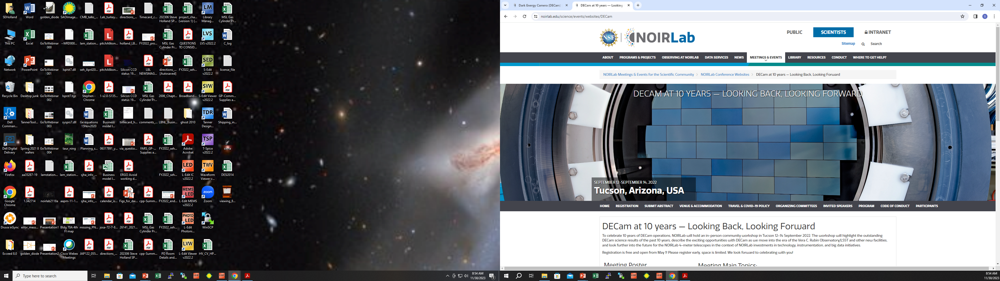 SEHolland
Word
golden_diode
SAOImage...
CMB_talks_...
Lab_turkey...
directions_...
Timecard_c...
202306 Steve
Holland SP...
project_cha...
(version 1) (...
Library
Manag...
MSL Gas
Cylinder Pr...
This PC
Excel
GoToWebinar
000
~WRD000...
lam_station...
pitchA6kon...
holland_LB...
FY2022_pro...
MSL Gas
Cylinder Pr...
QUESTIONS
TO CONSID...
LVS v2022.2
C_log
Network
PowerPoint
GoToWebinar
001
lsprst7.dll
seh_April20...
pitchA6kon...
Silicon CCD
status 19...
LBL
NEWSMAG...
directions_...
[Autosaved]
FY2022_seh...
S-Edit
v2022.2
license_file
Recycle Bin
Desktop junk
GoToWebinar
002
lsprst7.tgz
Stephen -
Chrome
1-s2.0-S135...
Silicon CCD
status 19...
MSL Gas
Cylinder Pr...
2006_Chapt...
Broadband...
S-Edit Viewer
v2022.2
GP-Comm...
Supplies a...
Dell
Comman...
TannerTool...
GoToWebinar
003
sysprs7.dll
Ge equations
15Nov2020
Business
model l...
timecard_h...
comments_...
LBNL_Busin...
ghost 2010
Tanner
Design...
Shipping_in...
Dell Digital
Delivery
Spring 2021 8
wafers
GoToWebinar
004
taur_ning
Planning_s...
06317891_y...
via_questio...
FARS_GP-...
Supplies a...
FY2022_seh...
Adobe
Acrobat
T-Spice
v2022.2
siena
Firefox
aa35287-19
lamstation...
lam_station...
sjha_info_...
Business
model l...
ERGO Avoid
working d...
FY2022_seh...
L-Edit IC
v2022.2
Waveform
Viewer v...
DESI2014
Google
Chrome
1.342714
noirlab2118a
aapm-11-1...
sjha_info_...
calendar_is...
Figs_for_dai...
cpp-Summ...
FY2022_end...
L-Edit MEMS
v2022.2
Zoom
viewing_8...
Druva inSync
error_mess...
Presentation1
Bldg 70A 4th
Fl map
missing_PN...
josa-72-7-8...
26141_2021...
MSL Gas
Cylinder Pr...
FY2022_seh...
L-Edit
Photoni...
WinSCP
Exceed 8.0
golden_diode
Presentation2
Cisco Webex
Meetings
JAP122_055...
directions_...
202306 Steve
Holland SP...
cpp-Summ...
PD Room
Details and...
L-Edit Viewer
v2022.2
HV_CV_HP...
Type here to search
8:54 AM
11/30/2023
Dark Energy Camera (DECam)
DECam at 10 years — Looking
noirlab.edu/science/events/websites/DECam
NSF
NOIRLab
PUBLIC
SCIENTISTS
INTRANET
Sitemap
Search
ABOUT
PROGRAMS & PROJECTS
OBSERVING AT NOIRLAB
DATA SERVICES
NEWS
MEETINGS & EVENTS
LIBRARY
RESOURCES
CONDUCT
WHERE TO GET HELP?
NOIRLab Meetings & Events for the Scientific Community
NOIRLab Conference Websites
DECam at 10 years — Looking Back, Looking Forward
DECAM AT 10 YEARS — LOOKING BACK, LOOKING FORWARD
SEPTEMBER 12-SEPTEMBER 14, 2022
Tucson, Arizona, USA
HOME
REGISTRATION
SUBMIT ABSTRACT
VENUE & ACCOMMODATION
TRAVEL & COVID-19 POLICY
ORGANIZING COMMITTEES
INVITED SPEAKERS
PROGRAM
CODE OF CONDUCT
PARTICIPANTS
DECam at 10 years — Looking Back, Looking Forward
To celebrate 10 years of DECam operations, NOIRLab will hold an in-person community workshop in Tucson 12-14 September 2022. The workshop will highlight the outstanding
DECam science results of the past 10 years, describe the exciting opportunities with DECam as we move into the era of the Vera C. Rubin Observatory/LSST and other new facilities,
and look further into the future for the NOIRLab 4-meter telescopes in the context of NOIRLab investments in technology, instrumentation, and big data initiatives.
Registration is free and open from May 1! Please register early, space is limited. We look forward to celebrating with you!
Meeting Poster
Meeting Main Topics:
8:54 AM
11/30/2023